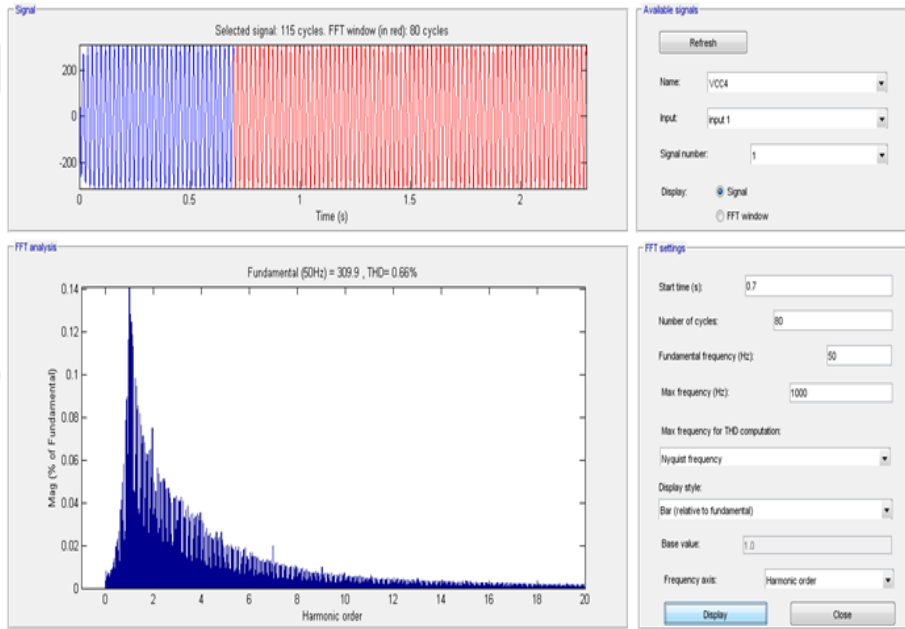 Signal
Selected signal: 115 cycles. FFT window (in red): 80 cycles
200
0
-200
0
0.5
1
1.5
2
Time (s)
Available signals
Refresh
Name:
VCC4
Input:
input 1
Signal number:
1
Display:
Signal
FFT window
FFT analysis
Fundamental (50Hz) = 309.9 , THD= 0.66%
0.14
0.12
0.1
0.08
0.06
0.04
0.02
0
Mag (% of Fundamental)
0 2 4 6 8 10 12 14 16 18 20
Harmonic order
FFT settings
Start time (s):
0.7
Number of cycles:
80
Fundamental frequency (Hz):
50
Max frequency (Hz):
1000
Max frequency for THD computation:
Nyquist frequency
Display style:
Bar (relative to fundamental)
Base value:
1.0
Frequency axis:
Harmonic order
Display
Close